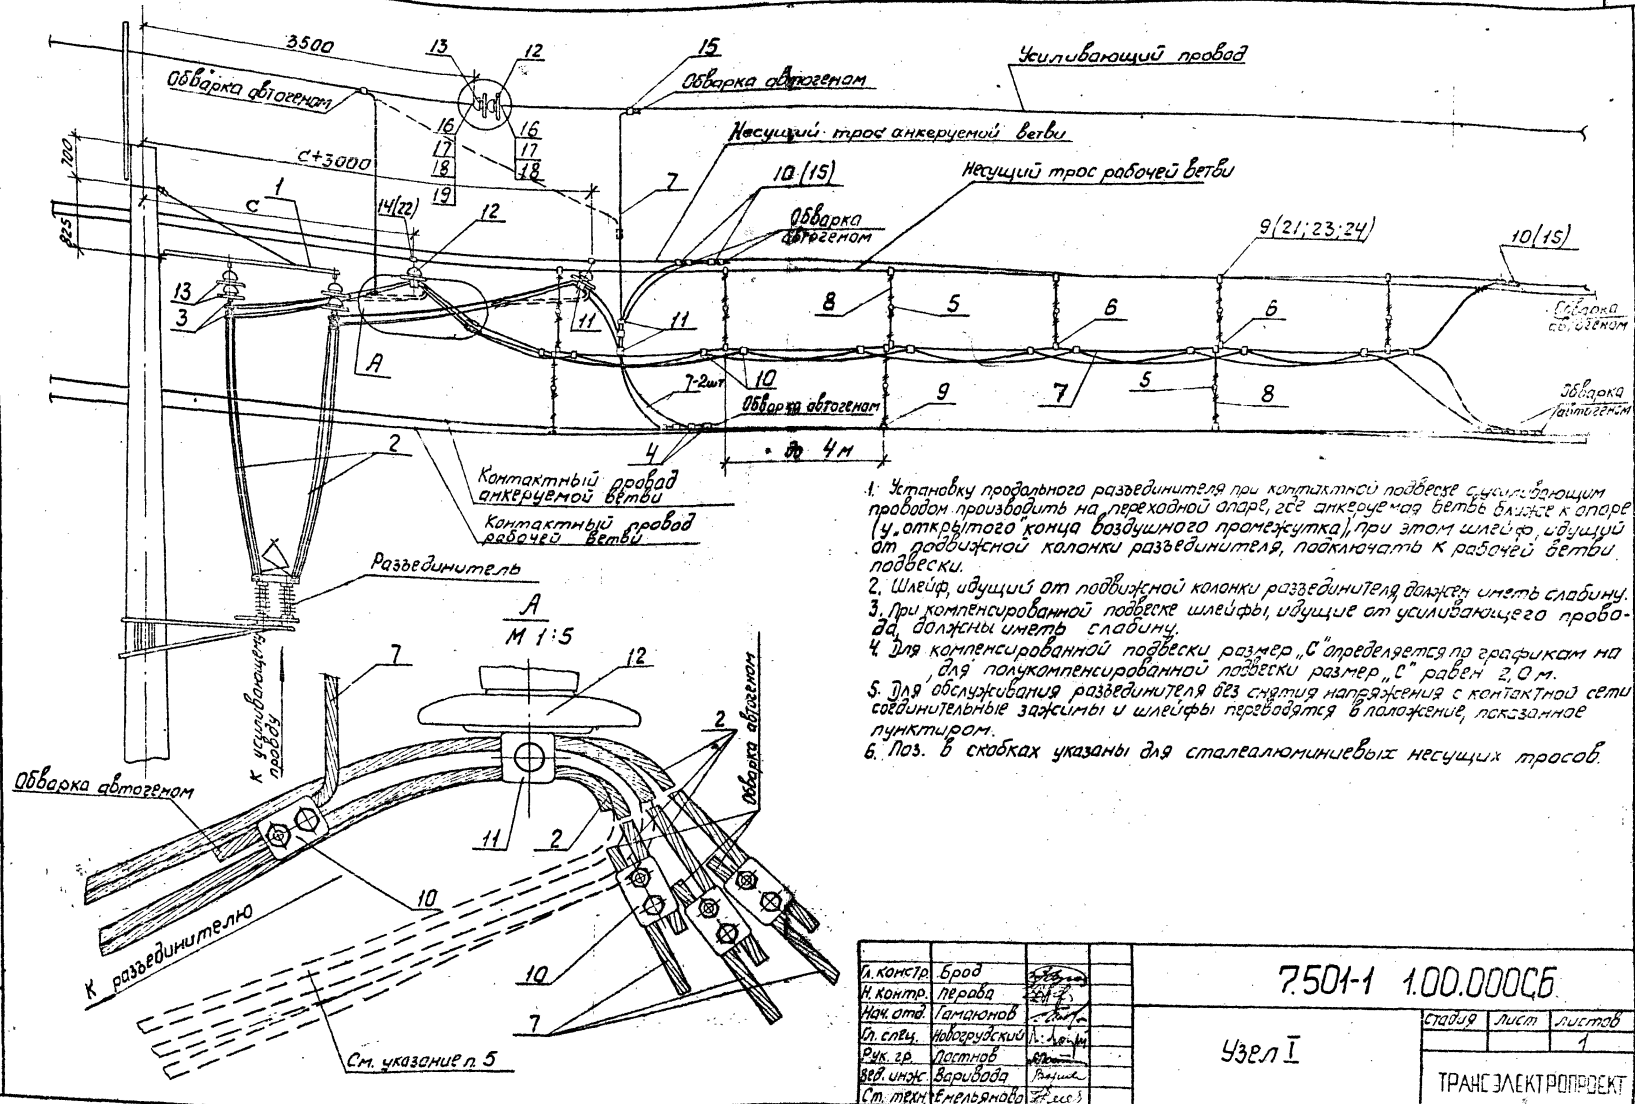 3500
13
12
15
Усиливающий провод
Обварка автогеном
Обварка автогеном
16
17
18
19
16
17
18
Несущий трос анкеруемой ветви
700
С+3000
7
10(15)
Несущий трос рабочей ветви
1
С
14(22)
12
Обварка
автогеном
9(21;23;24)
10(15)
825
13
3
8
5
6
6
11
11
Обварка
автогеном
А
7-2шт
10
7
5
8
Обварка автогеном
9
Обварка
автогеном
2
4
до 4м
Контактный провод
анкеруемой ветви
Контактный провод
рабочей ветви
Разъединитель
1. Установку продольного разъединителя при контактной подвеске с усиливающим
проводом производить на переходной опоре, где анкеруемая ветвь ближе к опоре
(у „открытого" конца воздушного промежутка), при этом шлейф, идущий
от подвижной колонки разъединителя, подключать к рабочей ветви
подвески.
2. Шлейф, идущий от подвижной колонки разъединителя, должен иметь слабину.
3. При компенсированной подвеске шлейфы, идущие от усиливающего прово-
да, должны иметь слабину.
4. Для компенсированной подвески размер „С" определяется по графикам на
, для полукомпенсированной подвески размер „С" равен 2,0м.
5. Для обслуживания разъединителя без снятия напряжения с контактной сети
соединительные зажимы и шлейфы переводятся в положение, показанное
пунктиром.
6. Поз. в скобках указаны для сталеалюминиевых несущих тросов.
А
М 1:5
К усиливающему
проводу
7
12
2
Обварка автогеном
Обварка автогеном
11
2
10
К разъединителю
10
7
См. указание п.5
Гл. констр. Брод
Н. контр. Перова
Нач. отд. Гамаюнов
Гл. спец. Новогрудский
Рук. гр. Постнов
Вед. инж. Варивода
Ст. техн. Емельянова
7.501-1 1.00.000СБ
Узел I
Стадия Лист Листов
1
ТРАНСЭЛЕКТРОПРОЕКТ